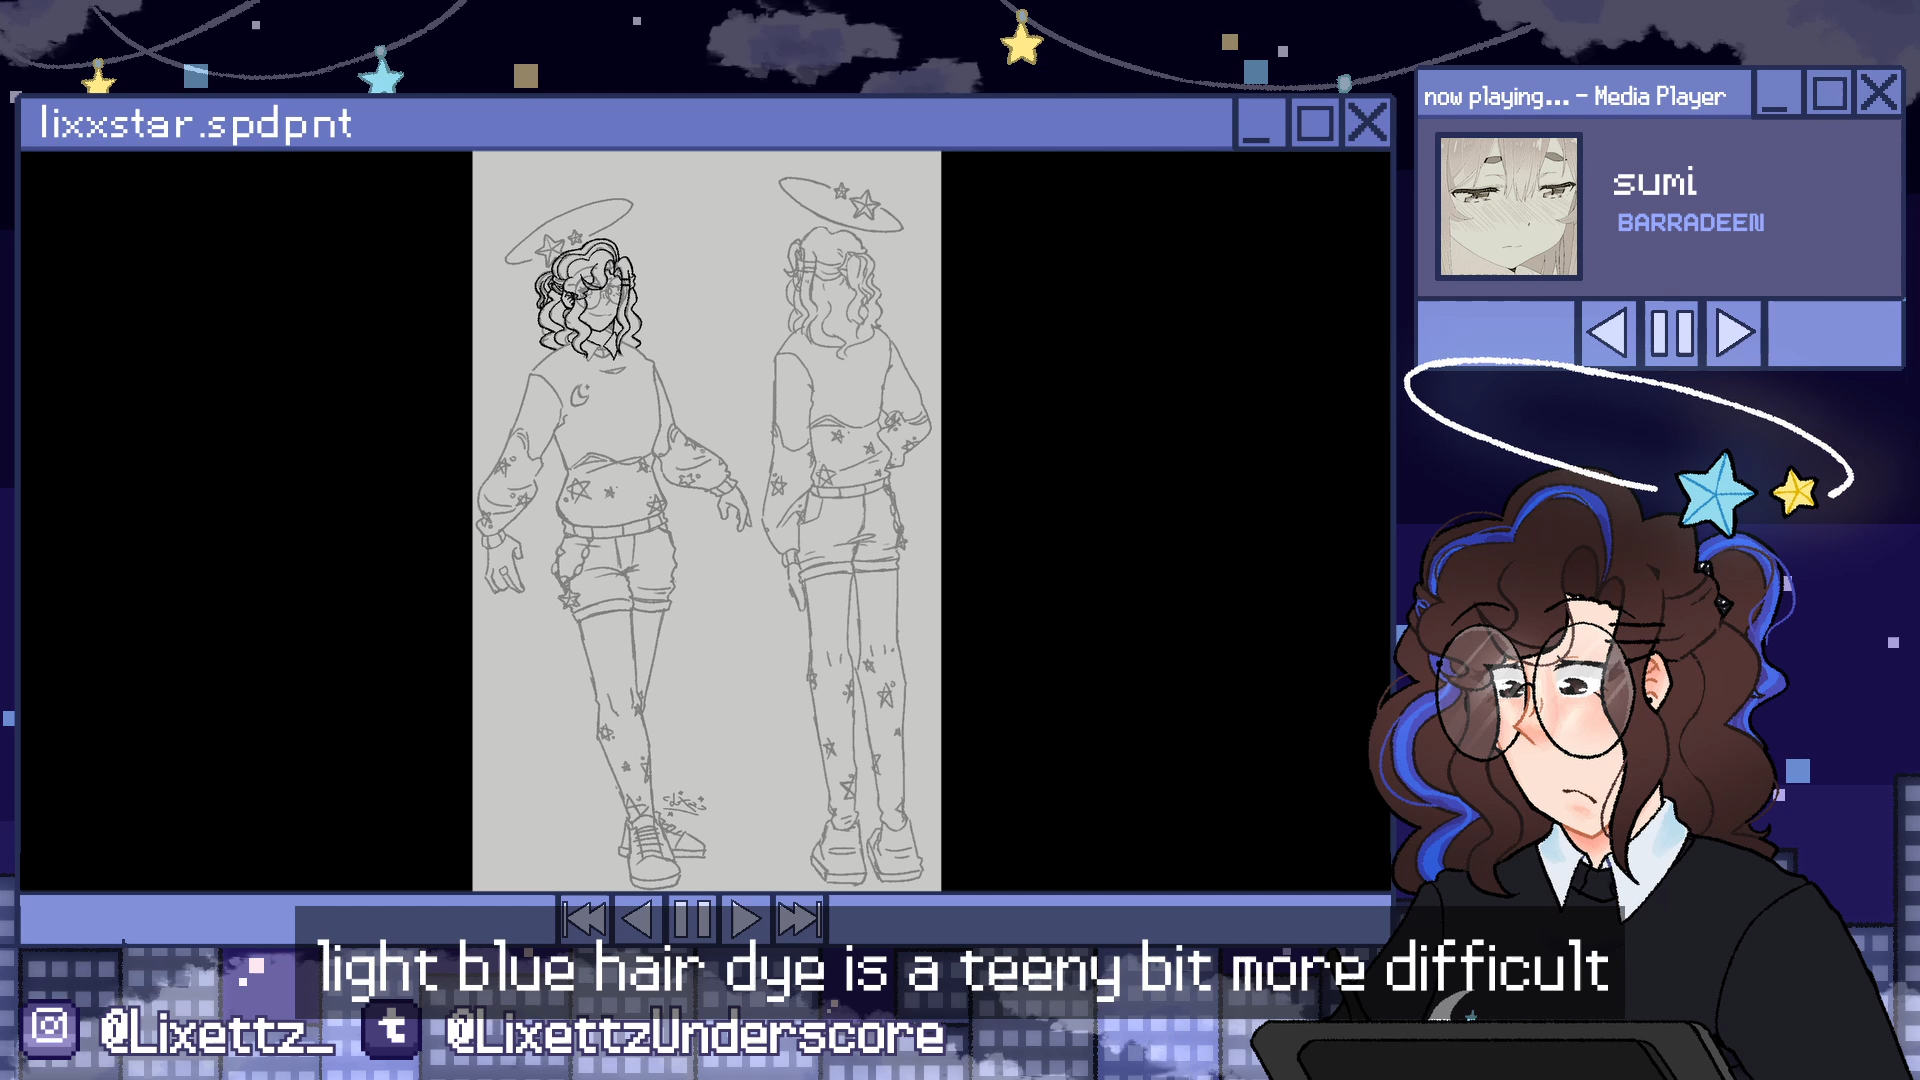 lixxstar.spdpnt
now playing... - Media Player
sumi
BARRADEEN
light blue hair dye is a teeny bit more difficult
@Lixettz_
t @LixettzUnderscore